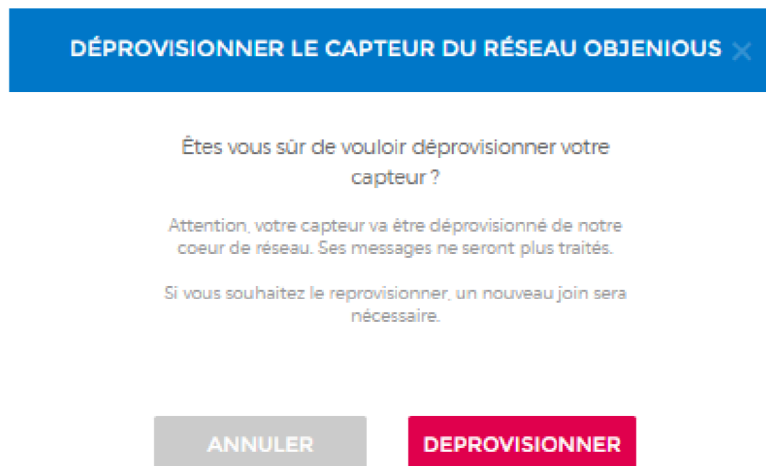 DÉPROVISIONNER LE CAPTEUR DU RÉSEAU OBJENIOUS ×
Êtes vous sûr de vouloir déprovisionner votre
capteur ?
Attention, votre capteur va être déprovisionné de notre
coeur de réseau. Ses messages ne seront plus traités.
Si vous souhaitez le reprovisionner, un nouveau join sera
nécessaire.
ANNULER DEPROVISIONNER